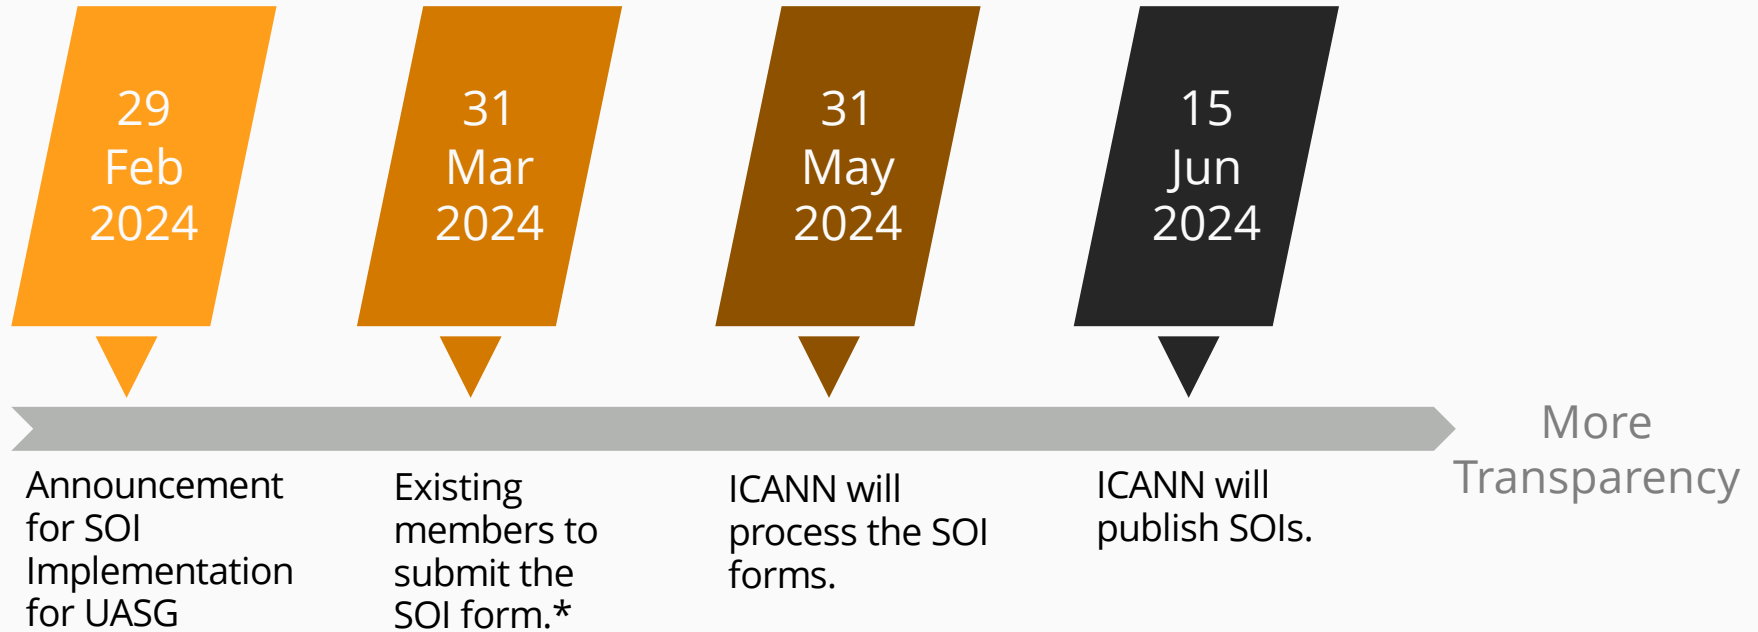 29
Feb
2024
31
Mar
2024
31
May
2024
15
Jun
2024
More
Transparency
Announcement
for SOI
Implementation
for UASG
Existing
members to
submit the
SOI form.*
ICANN will
process the SOI
forms.
ICANN will
publish SOIs.